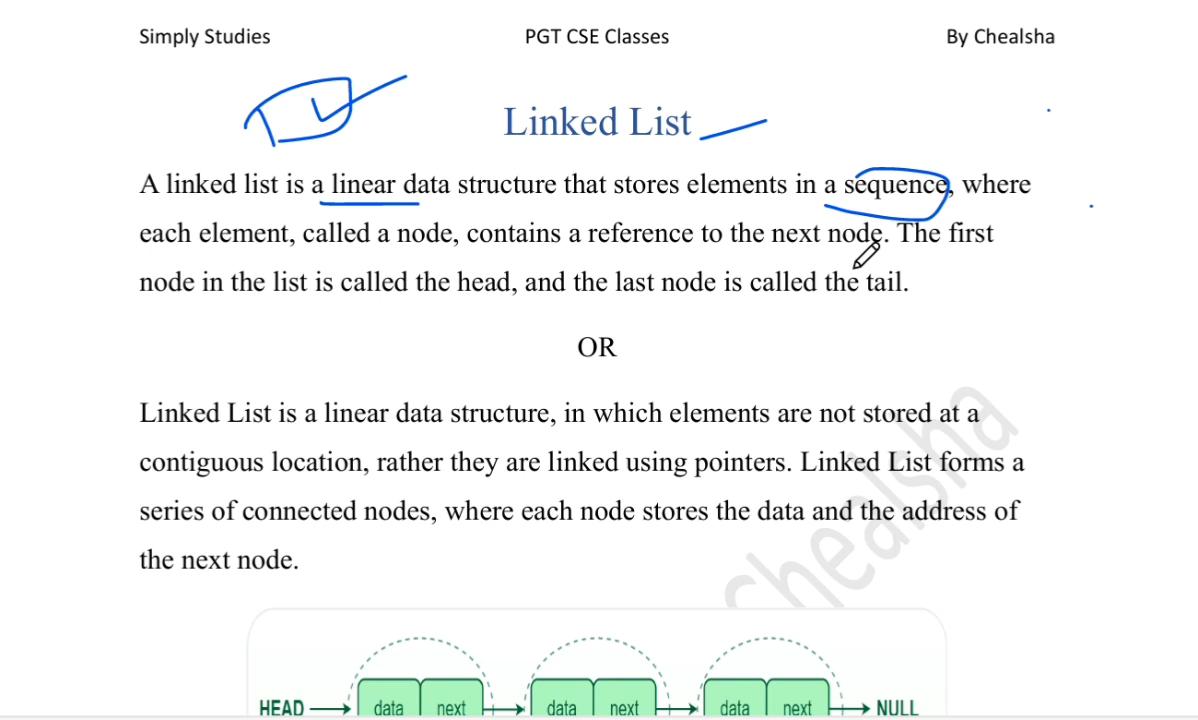 Simply Studies PGT CSE Classes By Chealsha
Linked List
A linked list is a linear data structure that stores elements in a sequence, where
each element, called a node, contains a reference to the next node. The first
node in the list is called the head, and the last node is called the tail.
OR
Linked List is a linear data structure, in which elements are not stored at a
contiguous location, rather they are linked using pointers. Linked List forms a
series of connected nodes, where each node stores the data and the address of
the next node.
Chealsha
HEAD data next data next data next NULL